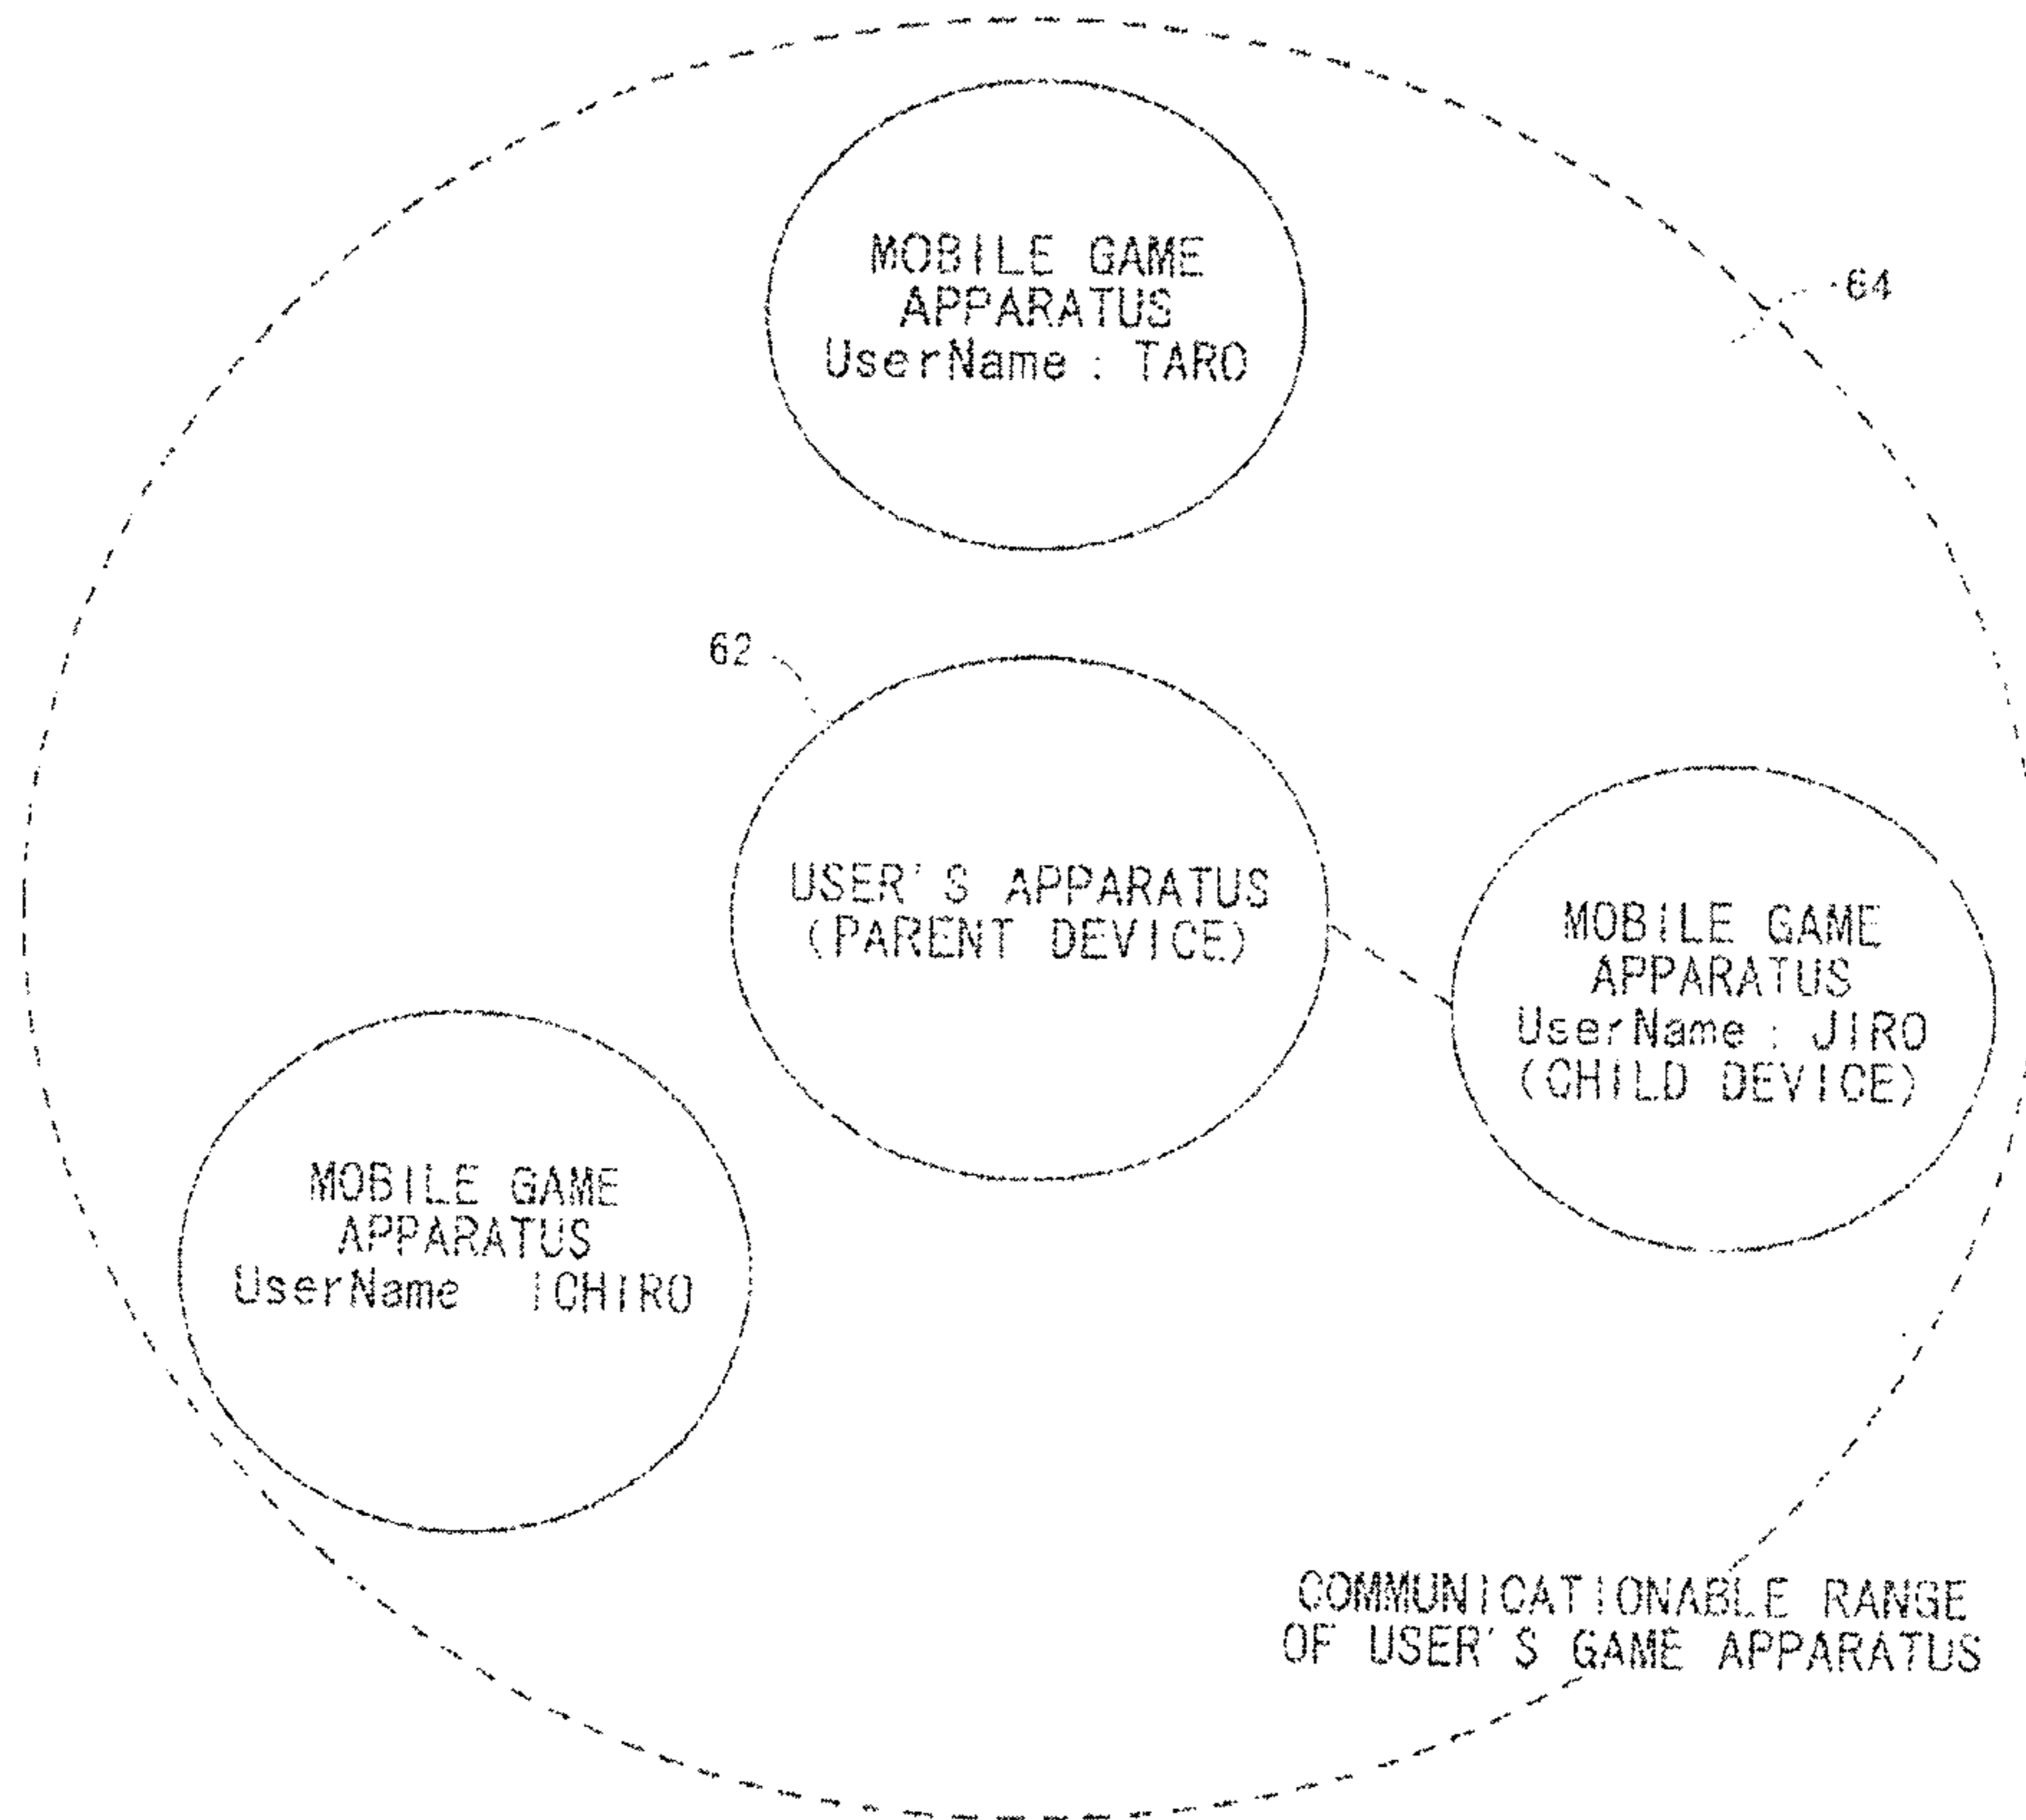 MOBILE GAME
APPARATUS
UserName : TARO
64
62
USER'S APPARATUS
(PARENT DEVICE)
MOBILE GAME
APPARATUS
UserName : JIRO
(CHILD DEVICE)
MOBILE GAME
APPARATUS
UserName ICHIRO
COMMUNICATIONABLE RANGE
OF USER'S GAME APPARATUS